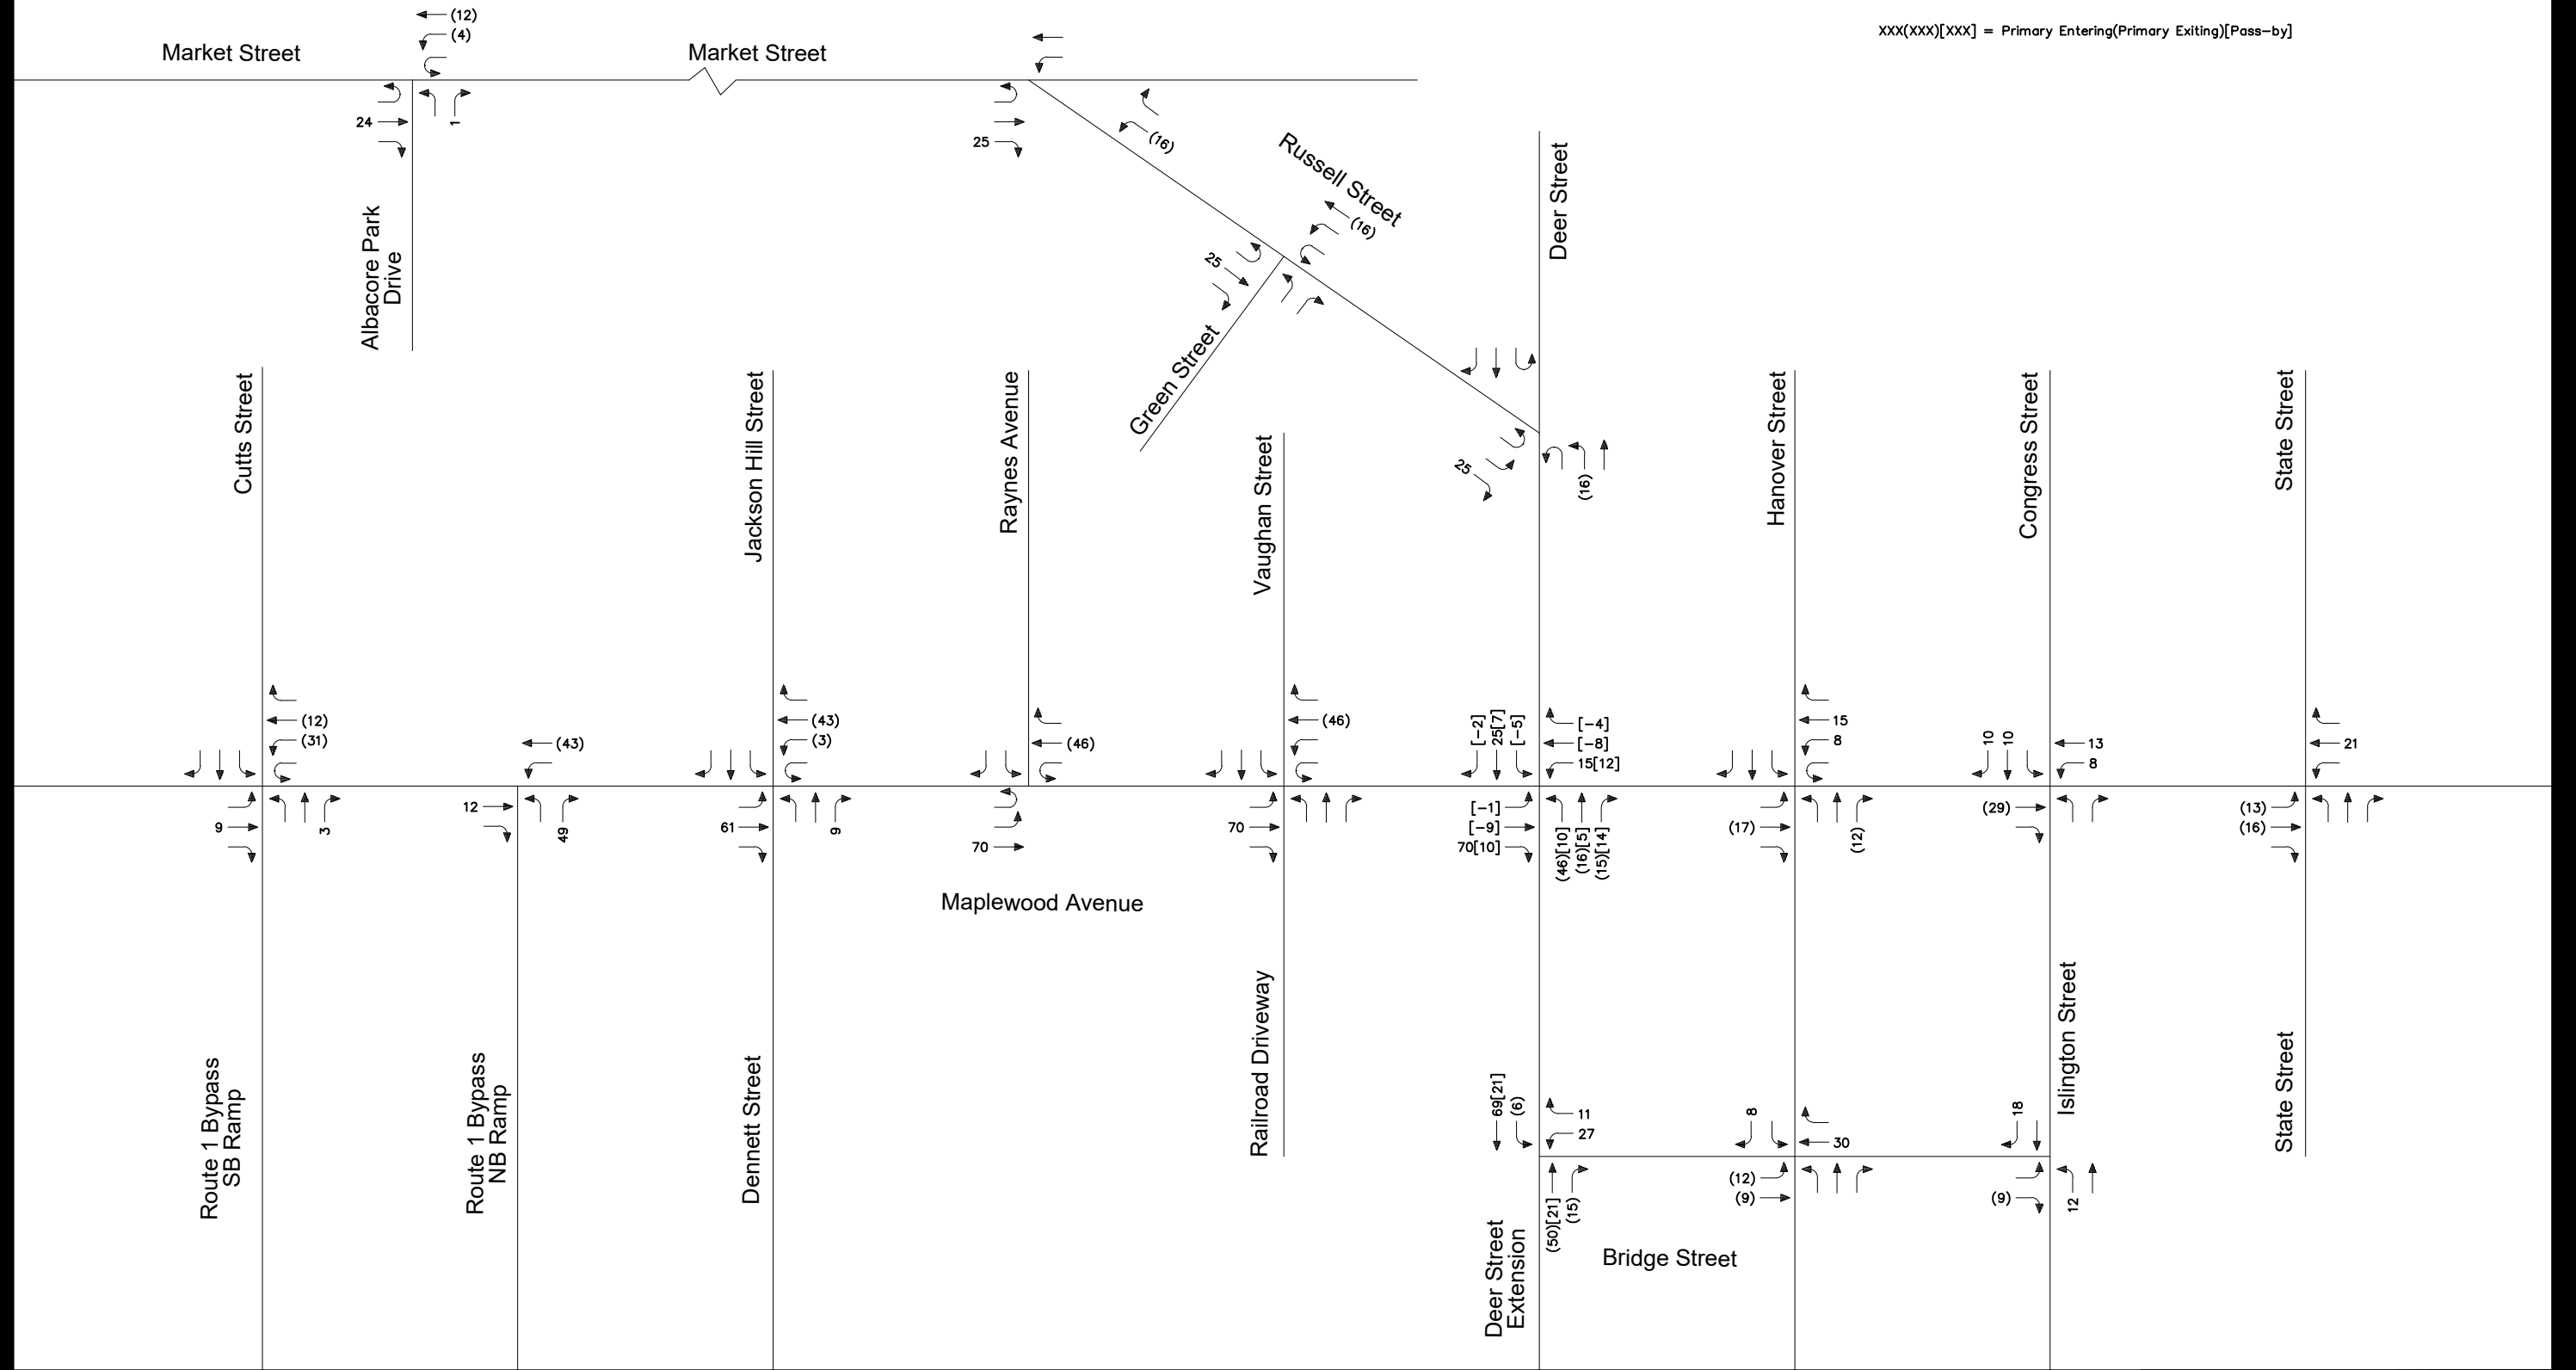 (12)
(4)
XXX(XXX)[XXX] = Primary Entering(Primary Exiting)[Pass-by]
Market Street
Market Street
24
1
25
(16)
Russell Street
Deer Street
Albacore Park
Drive
25
(16)
Green Street
Cutts Street
Jackson Hill Street
Raynes Avenue
Vaughan Street
25
(16)
Hanover Street
Congress Street
State Street
(12)
(31)
(43)
(43)
(3)
(46)
(46)
[-2]
25[7]
[-5]
[-4]
[-8]
15[12]
15
8
10
10
13
8
21
9
3
12
49
61
9
70
70
[-1]
[-9]
70[10]
(46)[10]
(16)[5]
(15)[14]
(17)
(12)
(29)
(13)
(16)
Maplewood Avenue
Route 1 Bypass
SB Ramp
Route 1 Bypass
NB Ramp
Dennett Street
Railroad Driveway
Islington Street
State Street
69[21]
(6)
11
27
8
30
18
(50)[21]
(15)
(12)
(9)
(9)
12
Deer Street
Extension
Bridge Street